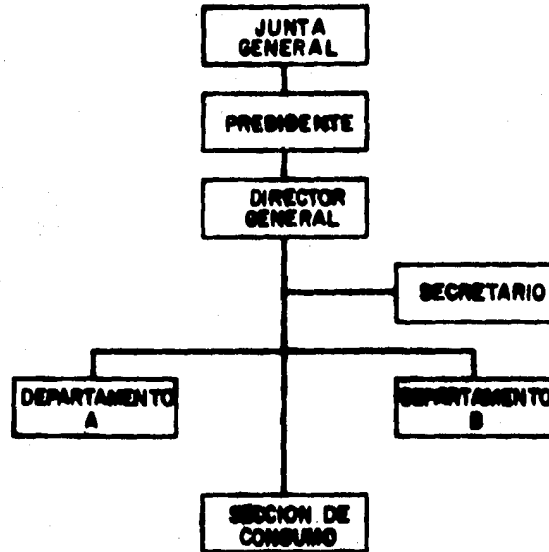 JUNTA
GENERAL
PRESIDENTE
DIRECTOR
GENERAL
SECRETARIO
DEPARTAMENTO
A
DEPARTAMENTO
B
SECCION DE
CONSUMO